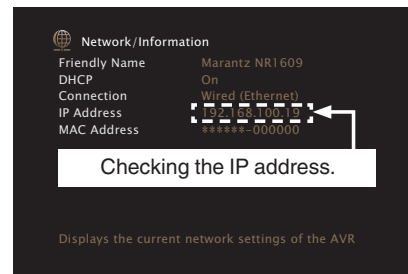 Network/Information
Friendly Name Marantz NR1609
DHCP On
Connection Wired (Ethernet)
IP Address 192.168.100.19
MAC Address ******-000000
Checking the IP address.
Displays the current network settings of the AVR